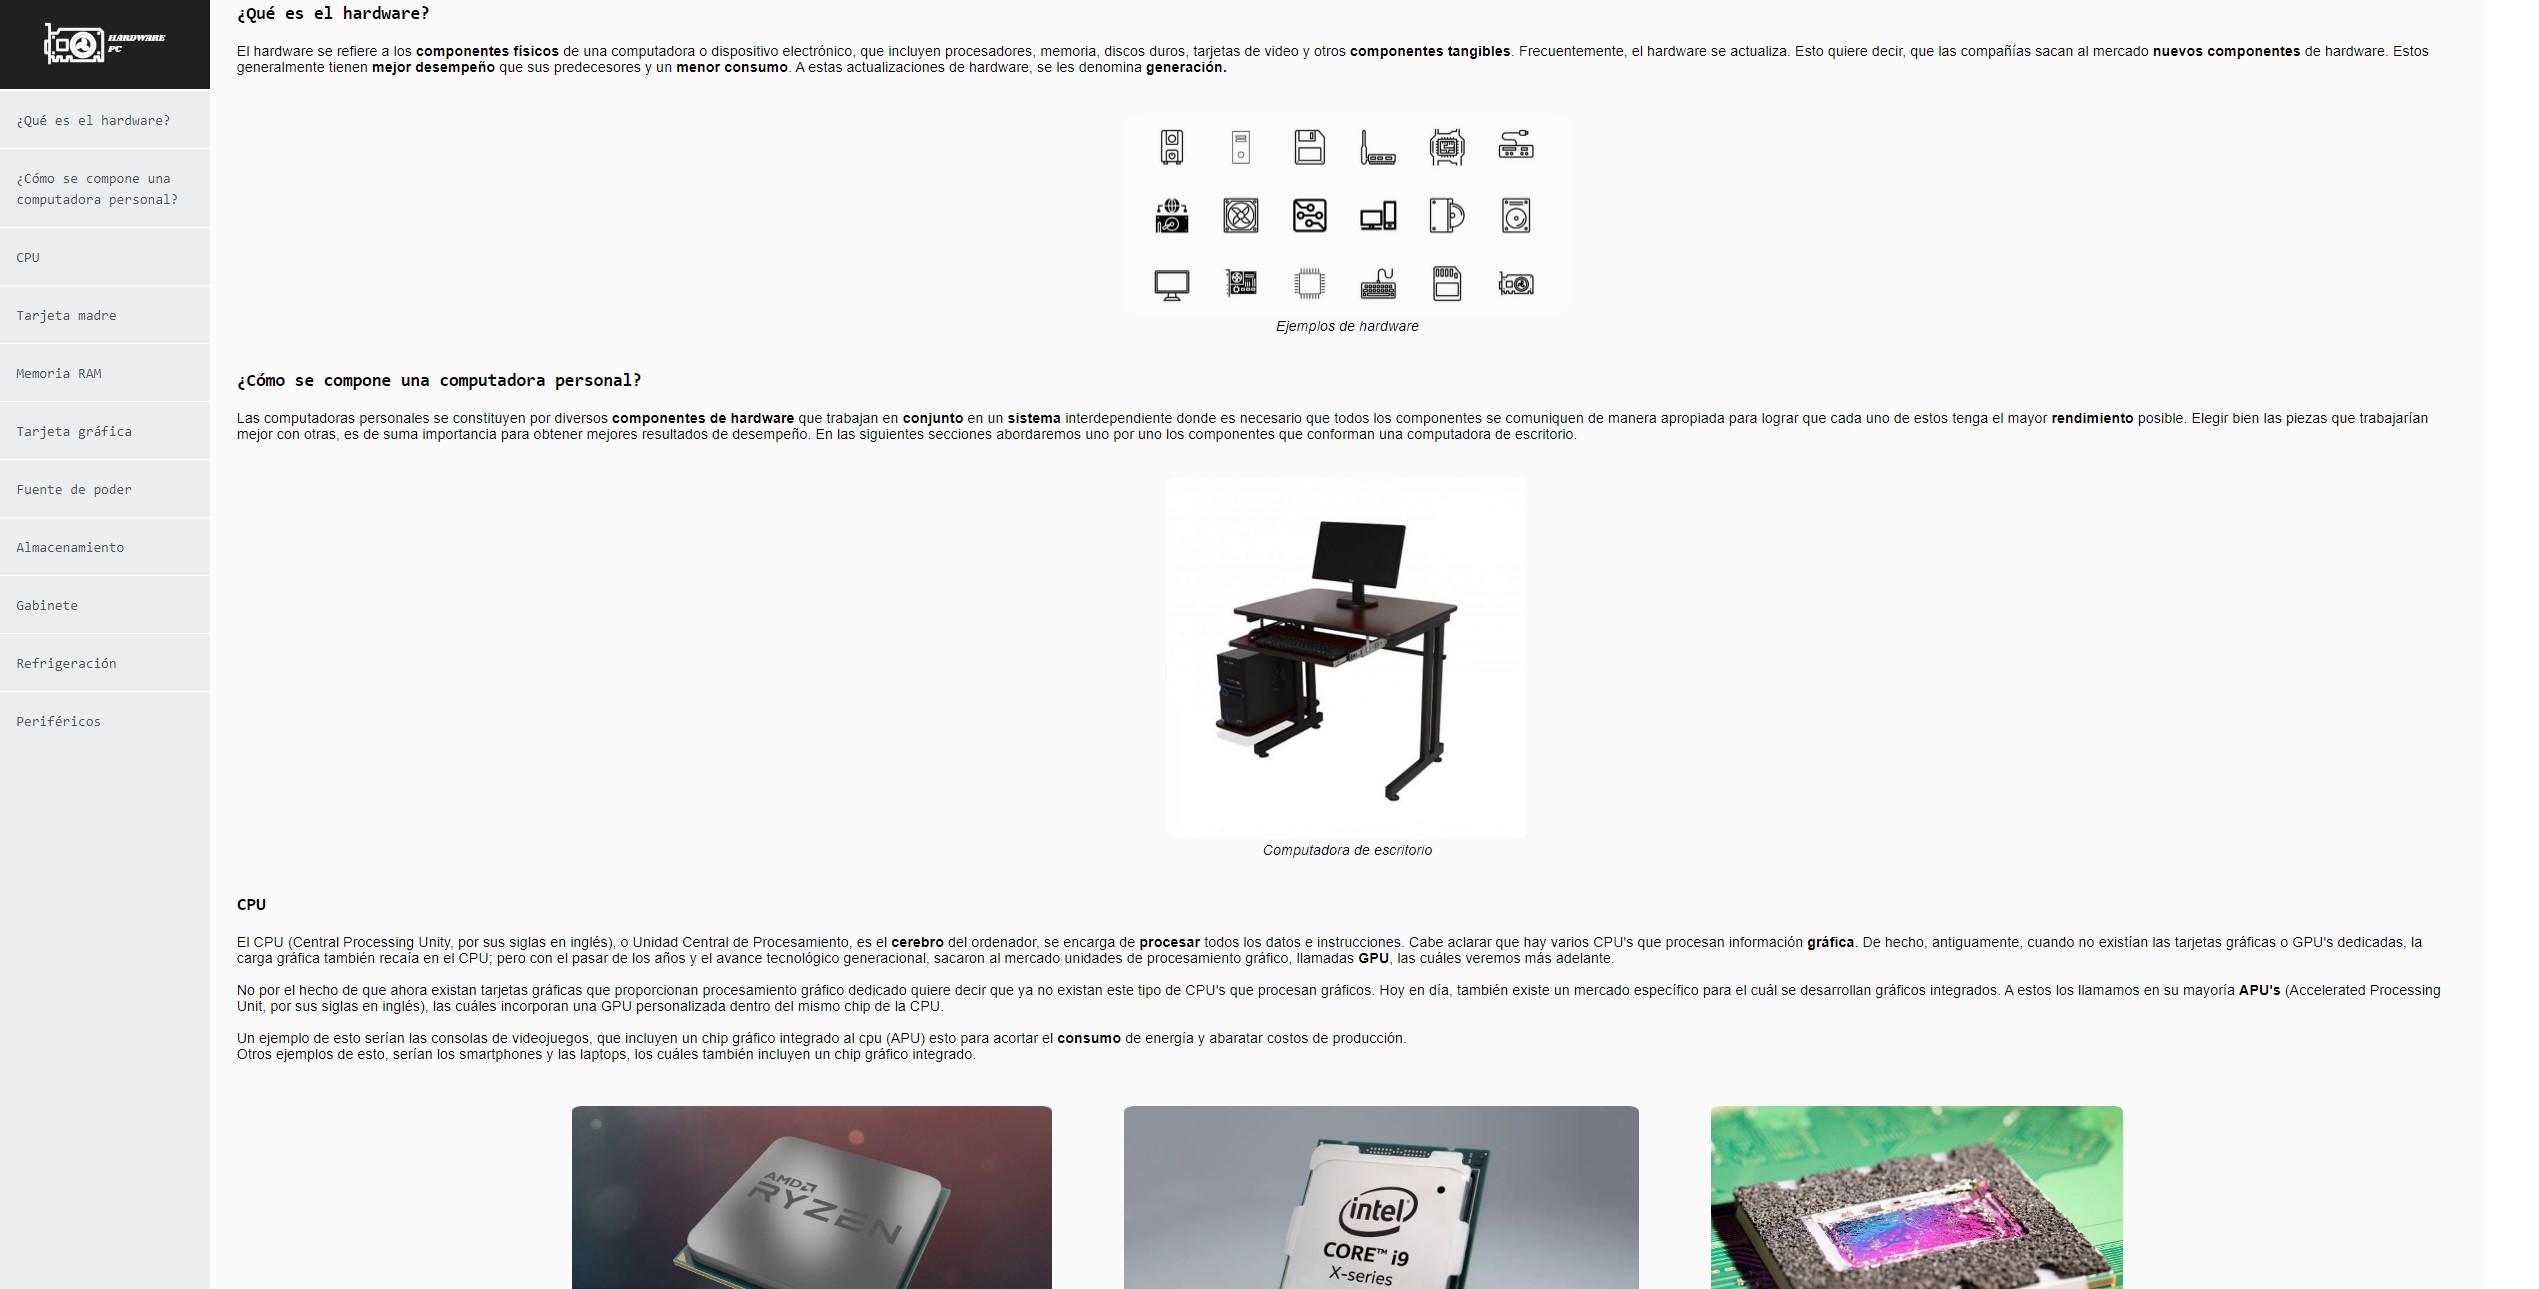 HARDWARE
PC
¿Qué es el hardware?
¿Cómo se compone una
computadora personal?
CPU
Tarjeta madre
Memoria RAM
Tarjeta gráfica
Fuente de poder
Almacenamiento
Gabinete
Refrigeración
Periféricos
¿Qué es el hardware?
El hardware se refiere a los componentes físicos de una computadora o dispositivo electrónico, que incluyen procesadores, memoria, discos duros, tarjetas de video y otros componentes tangibles. Frecuentemente, el hardware se actualiza. Esto quiere decir, que las compañías sacan al mercado nuevos componentes de hardware. Estos
generalmente tienen mejor desempeño que sus predecesores y un menor consumo. A estas actualizaciones de hardware, se les denomina generación.
Ejemplos de hardware
¿Cómo se compone una computadora personal?
Las computadoras personales se constituyen por diversos componentes de hardware que trabajan en conjunto en un sistema interdependiente donde es necesario que todos los componentes se comuniquen de manera apropiada para lograr que cada uno de estos tenga el mayor rendimiento posible. Elegir bien las piezas que trabajarían
mejor con otras, es de suma importancia para obtener mejores resultados de desempeño. En las siguientes secciones abordaremos uno por uno los componentes que conforman una computadora de escritorio.
Computadora de escritorio
CPU
El CPU (Central Processing Unity, por sus siglas en inglés), o Unidad Central de Procesamiento, es el cerebro del ordenador, se encarga de procesar todos los datos e instrucciones. Cabe aclarar que hay varios CPU's que procesan información gráfica. De hecho, antiguamente, cuando no existían las tarjetas gráficas o GPU's dedicadas, la
carga gráfica también recaía en el CPU; pero con el pasar de los años y el avance tecnológico generacional, sacaron al mercado unidades de procesamiento gráfico, llamadas GPU, las cuáles veremos más adelante.
No por el hecho de que ahora existan tarjetas gráficas que proporcionan procesamiento gráfico dedicado quiere decir que ya no existan este tipo de CPU's que procesan gráficos. Hoy en día, también existe un mercado específico para el cuál se desarrollan gráficos integrados. A estos los llamamos en su mayoría APU's (Accelerated Processing
Unit, por sus siglas en inglés), las cuáles incorporan una GPU personalizada dentro del mismo chip de la CPU.
Un ejemplo de esto serían las consolas de videojuegos, que incluyen un chip gráfico integrado al cpu (APU) esto para acortar el consumo de energía y abaratar costos de producción.
Otros ejemplos de esto, serían los smartphones y las laptops, los cuáles también incluyen un chip gráfico integrado.
AMD
RYZEN
intel
CORE™ i9
X-series